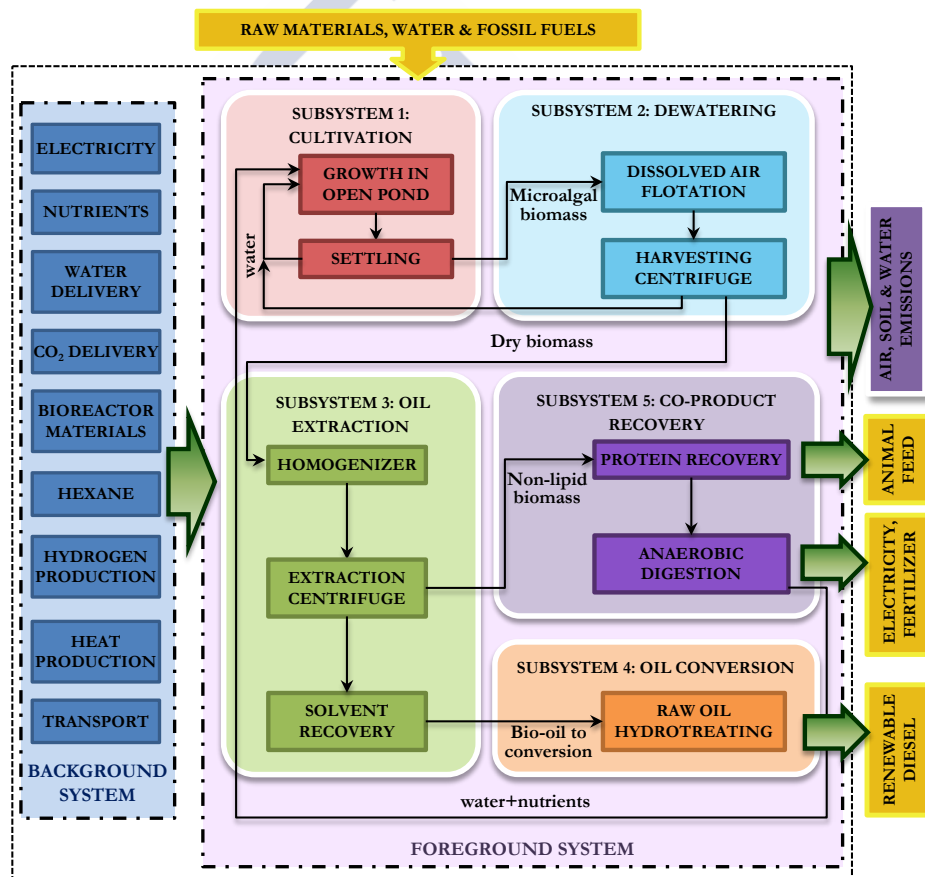 RAW MATERIALS, WATER & FOSSIL FUELS
ELECTRICITY
NUTRIENTS
WATER
DELIVERY
CO₂ DELIVERY
BIOREACTOR
MATERIALS
HEXANE
HYDROGEN
PRODUCTION
HEAT
PRODUCTION
TRANSPORT
BACKGROUND
SYSTEM
SUBSYSTEM 1:
CULTIVATION
GROWTH IN
OPEN POND
SETTLING
water
Microalgal
biomass
SUBSYSTEM 2: DEWATERING
DISSOLVED AIR
FLOTATION
HARVESTING
CENTRIFUGE
Dry biomass
SUBSYSTEM 3: OIL
EXTRACTION
HOMOGENIZER
EXTRACTION
CENTRIFUGE
SOLVENT
RECOVERY
Non-lipid
biomass
SUBSYSTEM 5: CO-PRODUCT
RECOVERY
PROTEIN RECOVERY
ANAEROBIC
DIGESTION
SUBSYSTEM 4: OIL CONVERSION
RAW OIL
HYDROTREATING
Bio-oil to
conversion
water+nutrients
FOREGROUND SYSTEM
AIR, SOIL & WATER
EMISSIONS
ANIMAL
FEED
ELECTRICITY,
FERTILIZER
RENEWABLE
DIESEL